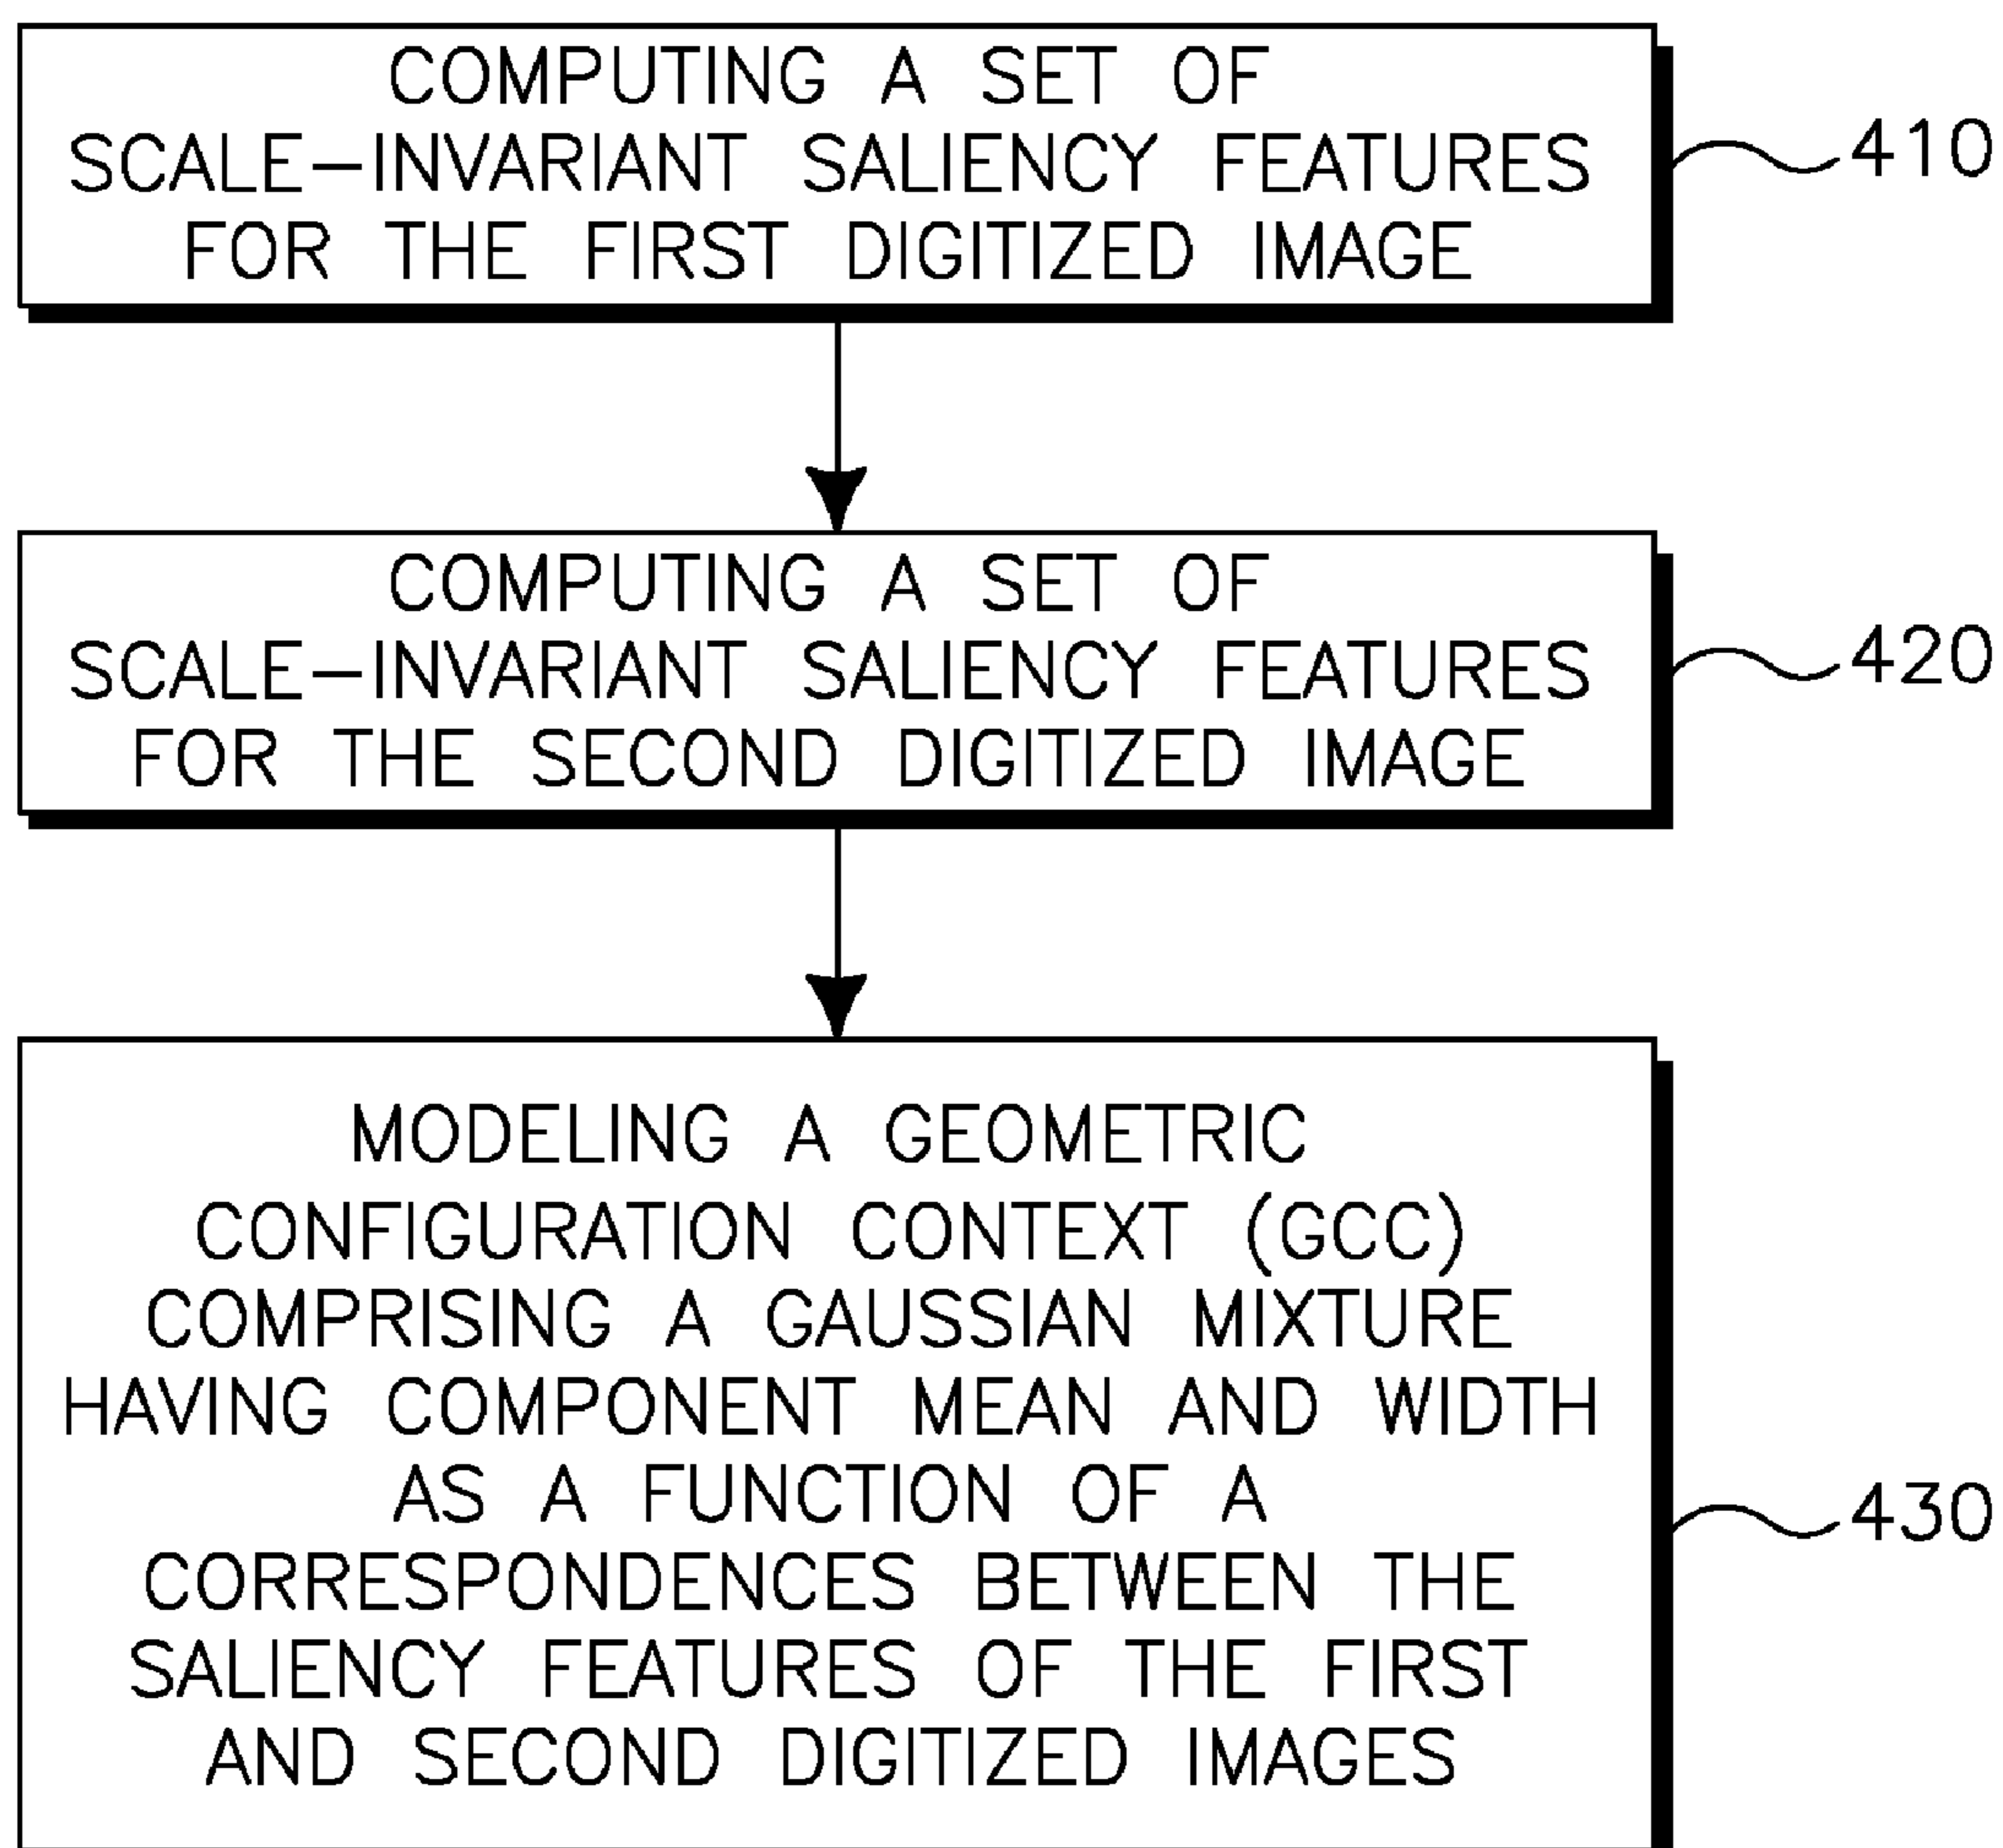 COMPUTING A SET OF
SCALE-INVARIANT SALIENCY FEATURES
FOR THE FIRST DIGITIZED IMAGE
410
COMPUTING A SET OF
SCALE-INVARIANT SALIENCY FEATURES
FOR THE SECOND DIGITIZED IMAGE
420
MODELING A GEOMETRIC
CONFIGURATION CONTEXT (GCC)
COMPRISING A GAUSSIAN MIXTURE
HAVING COMPONENT MEAN AND WIDTH
AS A FUNCTION OF A
CORRESPONDENCES BETWEEN THE
SALIENCY FEATURES OF THE FIRST
AND SECOND DIGITIZED IMAGES
430